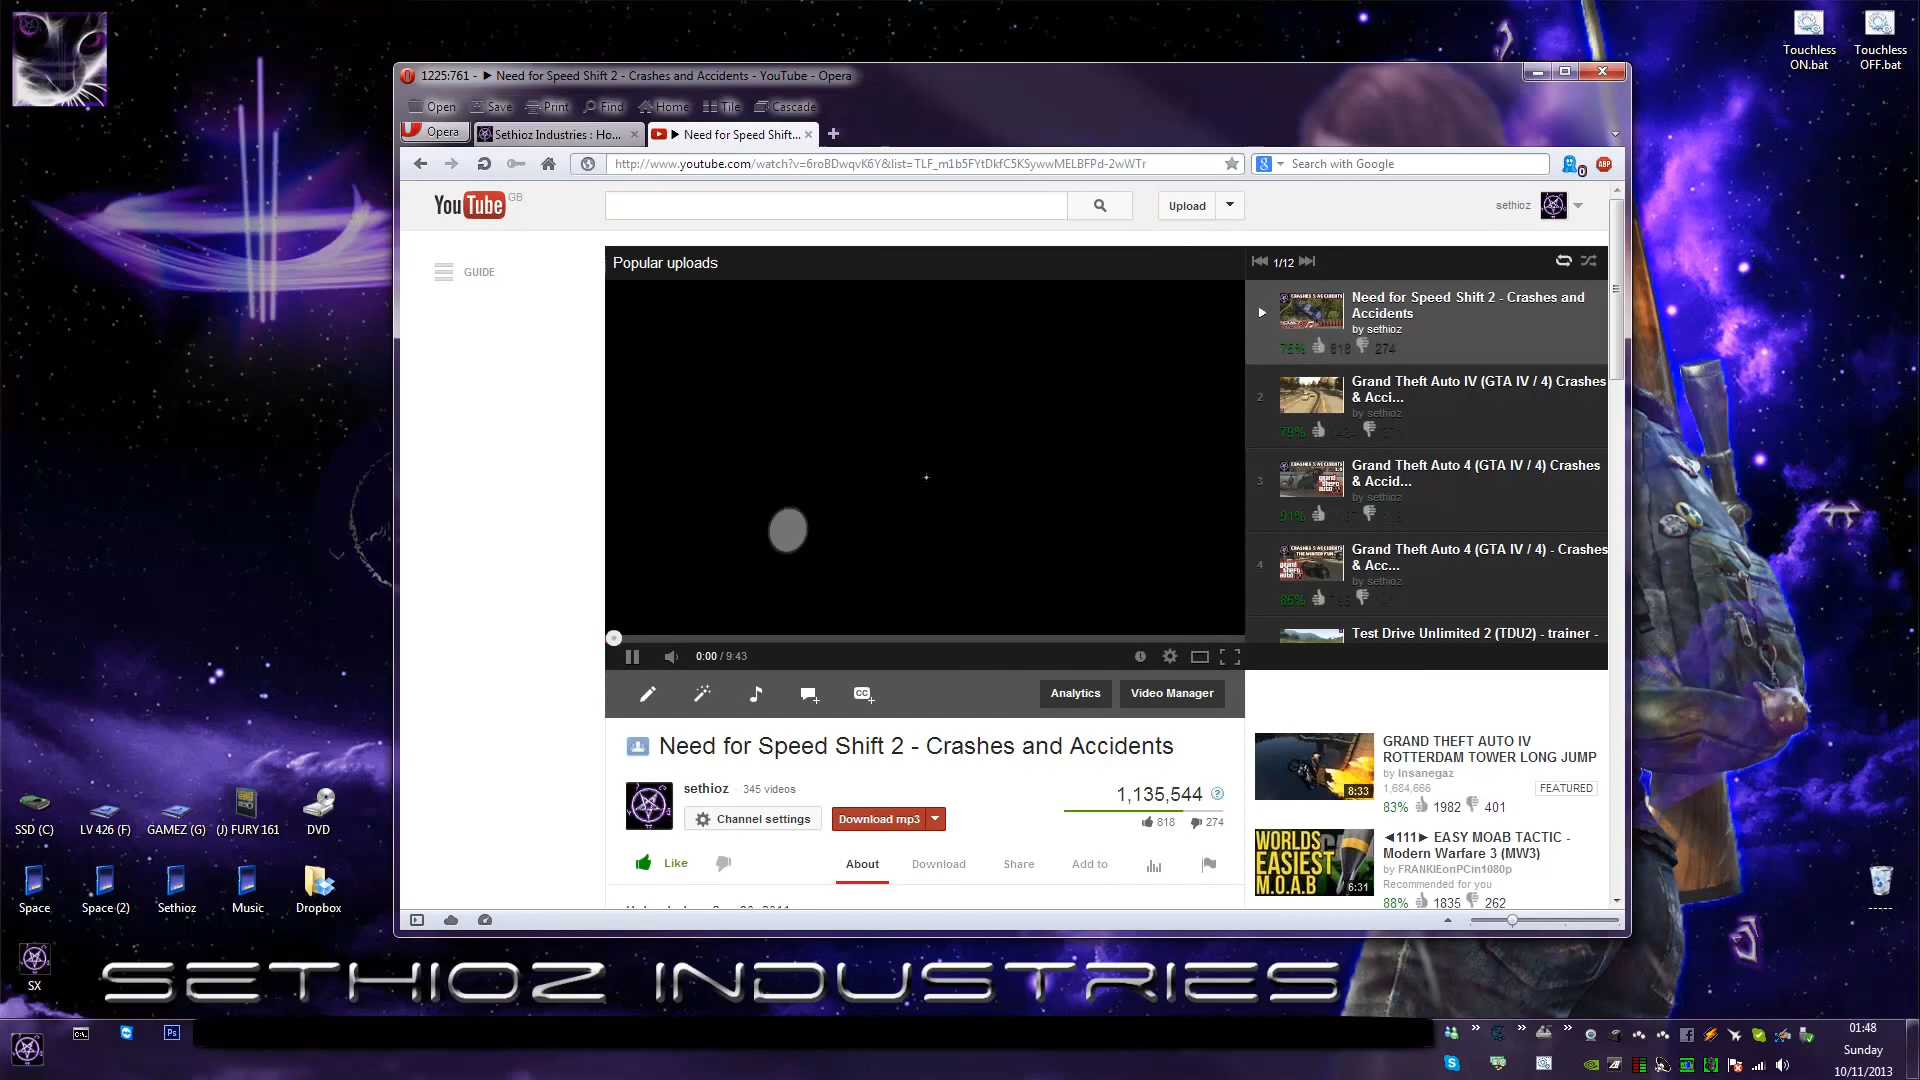 Touchless ON.bat
Touchless OFF.bat
1225:761 - ▶ Need for Speed Shift 2 - Crashes and Accidents - YouTube - Opera
Open Save Print Find Home Tile Cascade
Opera
Sethioz Industries : Ho...
▶ Need for Speed Shift...
http://www.youtube.com/watch?v=6roBDwqvK6Y&list=TLF_m1b5FYtDkfC5KSywwMELBFPd-2wWTr
Search with Google
0
ABP
YouTube GB
Upload
sethioz
GUIDE
Popular uploads
1/12
Need for Speed Shift 2 - Crashes and Accidents
by sethioz
75% 818 274
2
Grand Theft Auto IV (GTA IV / 4) Crashes & Acci...
by sethioz
79%
3
Grand Theft Auto 4 (GTA IV / 4) Crashes & Accid...
by sethioz
91%
4
Grand Theft Auto 4 (GTA IV / 4) - Crashes & Acc...
by sethioz
85%
Test Drive Unlimited 2 (TDU2) - trainer -
0:00 / 9:43
CC
Analytics
Video Manager
Need for Speed Shift 2 - Crashes and Accidents
sethioz · 345 videos
Channel settings
Download mp3
1,135,544
818 274
Like
About
Download
Share
Add to
GRAND THEFT AUTO IV ROTTERDAM TOWER LONG JUMP
by Insanegaz
1,684,666
FEATURED
8:33
83% 1982 401
WORLDS EASIEST M.O.A.B
6:31
◄111► EASY MOAB TACTIC - Modern Warfare 3 (MW3)
by FRANKIEonPCin1080p
Recommended for you
88% 1835 262
SSD (C)
LV 426 (F)
GAMEZ (G)
(J) FURY 161
DVD
Space
Space (2)
Sethioz
Music
Dropbox
SX
-----
SETHIOZ INDUSTRIES
Ps
01:48
Sunday
10/11/2013